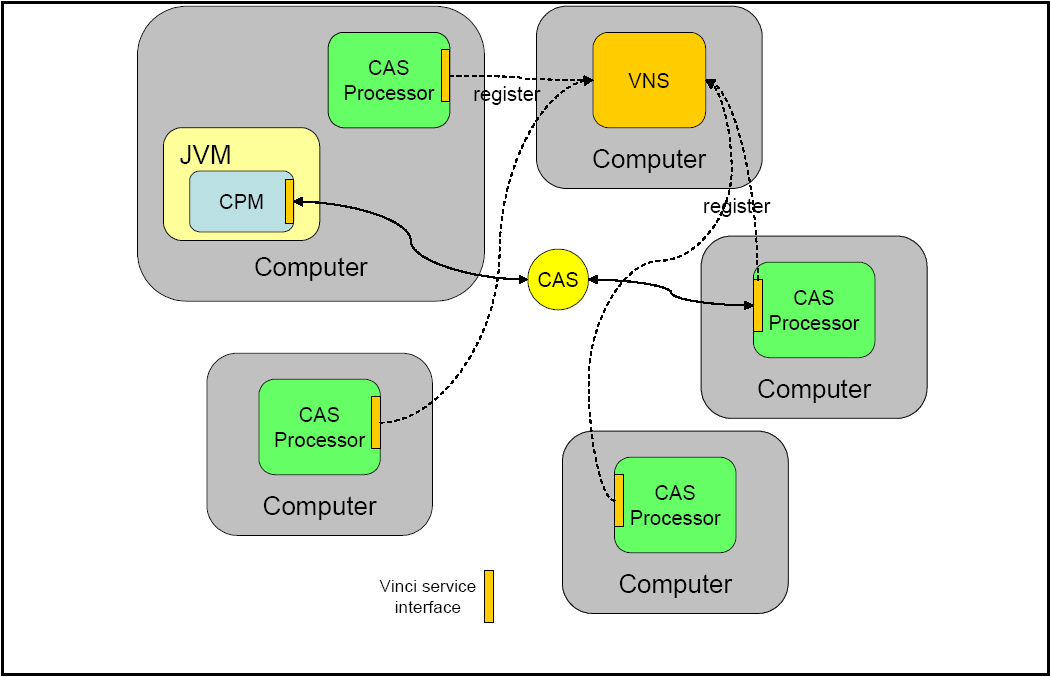 CAS
Processor
VNS
register
Computer
JVM
CPM
Computer
register
CAS
CAS
Processor
Computer
CAS
Processor
Computer
CAS
Processor
Computer
Vinci service
interface